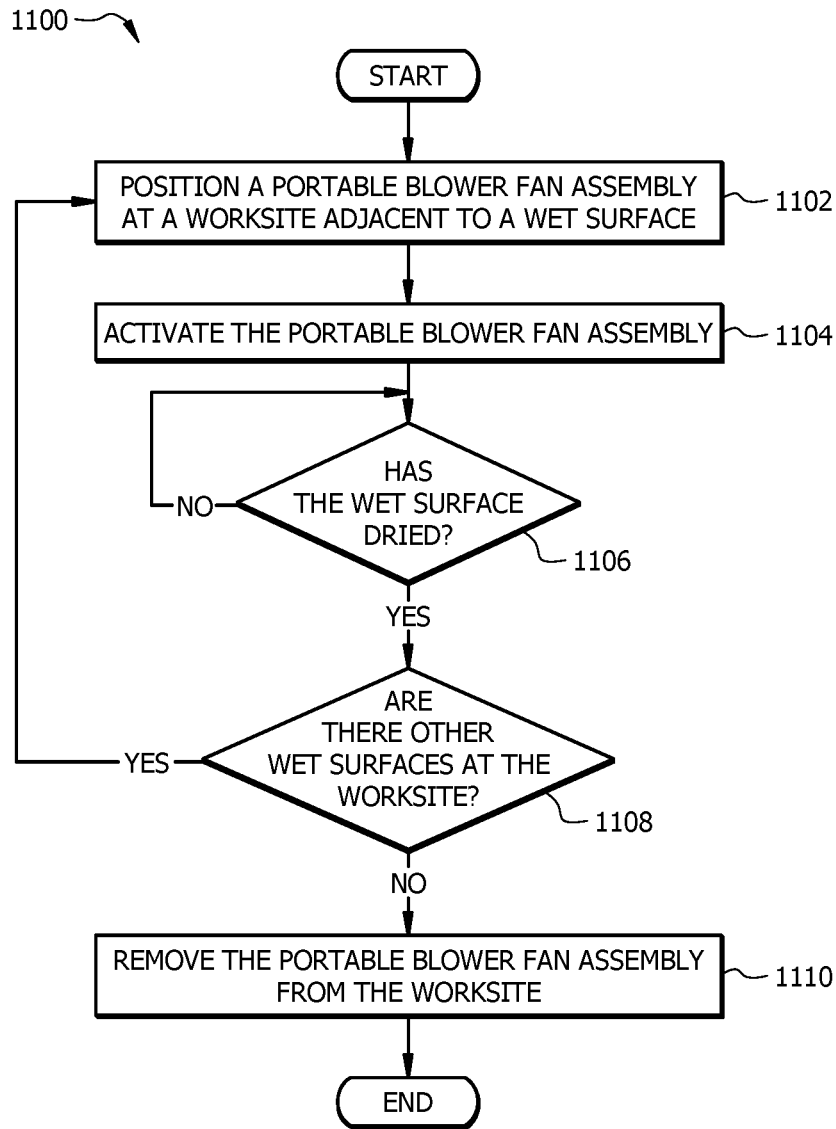 1100
START
POSITION A PORTABLE BLOWER FAN ASSEMBLY
AT A WORKSITE ADJACENT TO A WET SURFACE
1102
ACTIVATE THE PORTABLE BLOWER FAN ASSEMBLY
1104
HAS
THE WET SURFACE
DRIED?
NO
1106
YES
ARE
THERE OTHER
WET SURFACES AT THE
WORKSITE?
YES
1108
NO
REMOVE THE PORTABLE BLOWER FAN ASSEMBLY
FROM THE WORKSITE
1110
END